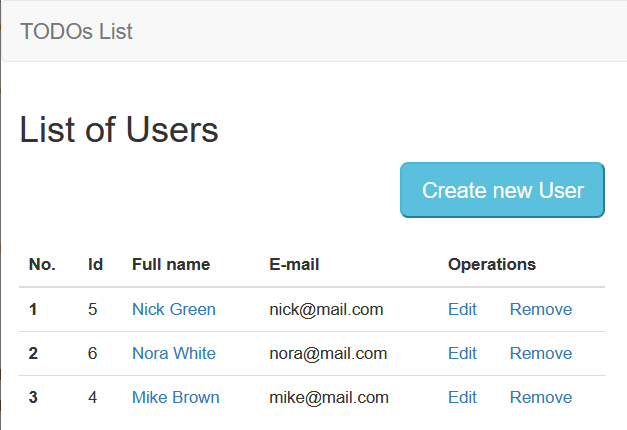 TODOs List
List of Users
Create new User
No. Id Full name E-mail Operations
1 5 Nick Green nick@mail.com Edit Remove
2 6 Nora White nora@mail.com Edit Remove
3 4 Mike Brown mike@mail.com Edit Remove